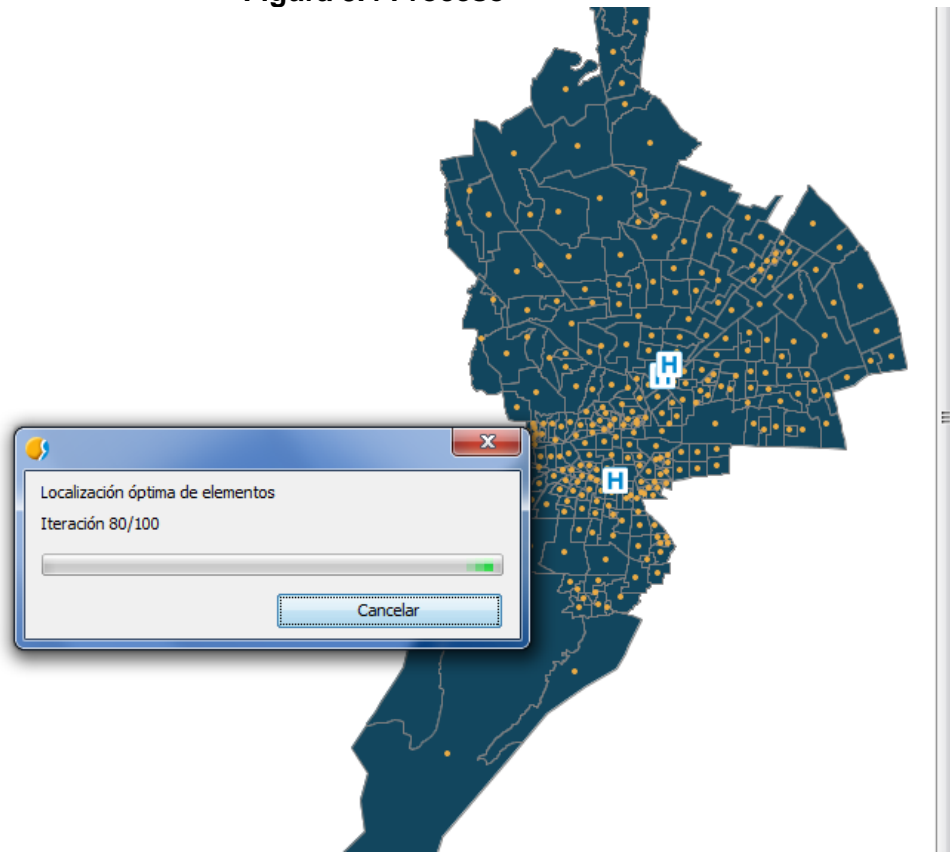 Localización óptima de elementos
Iteración 80/100
Cancelar
H
H